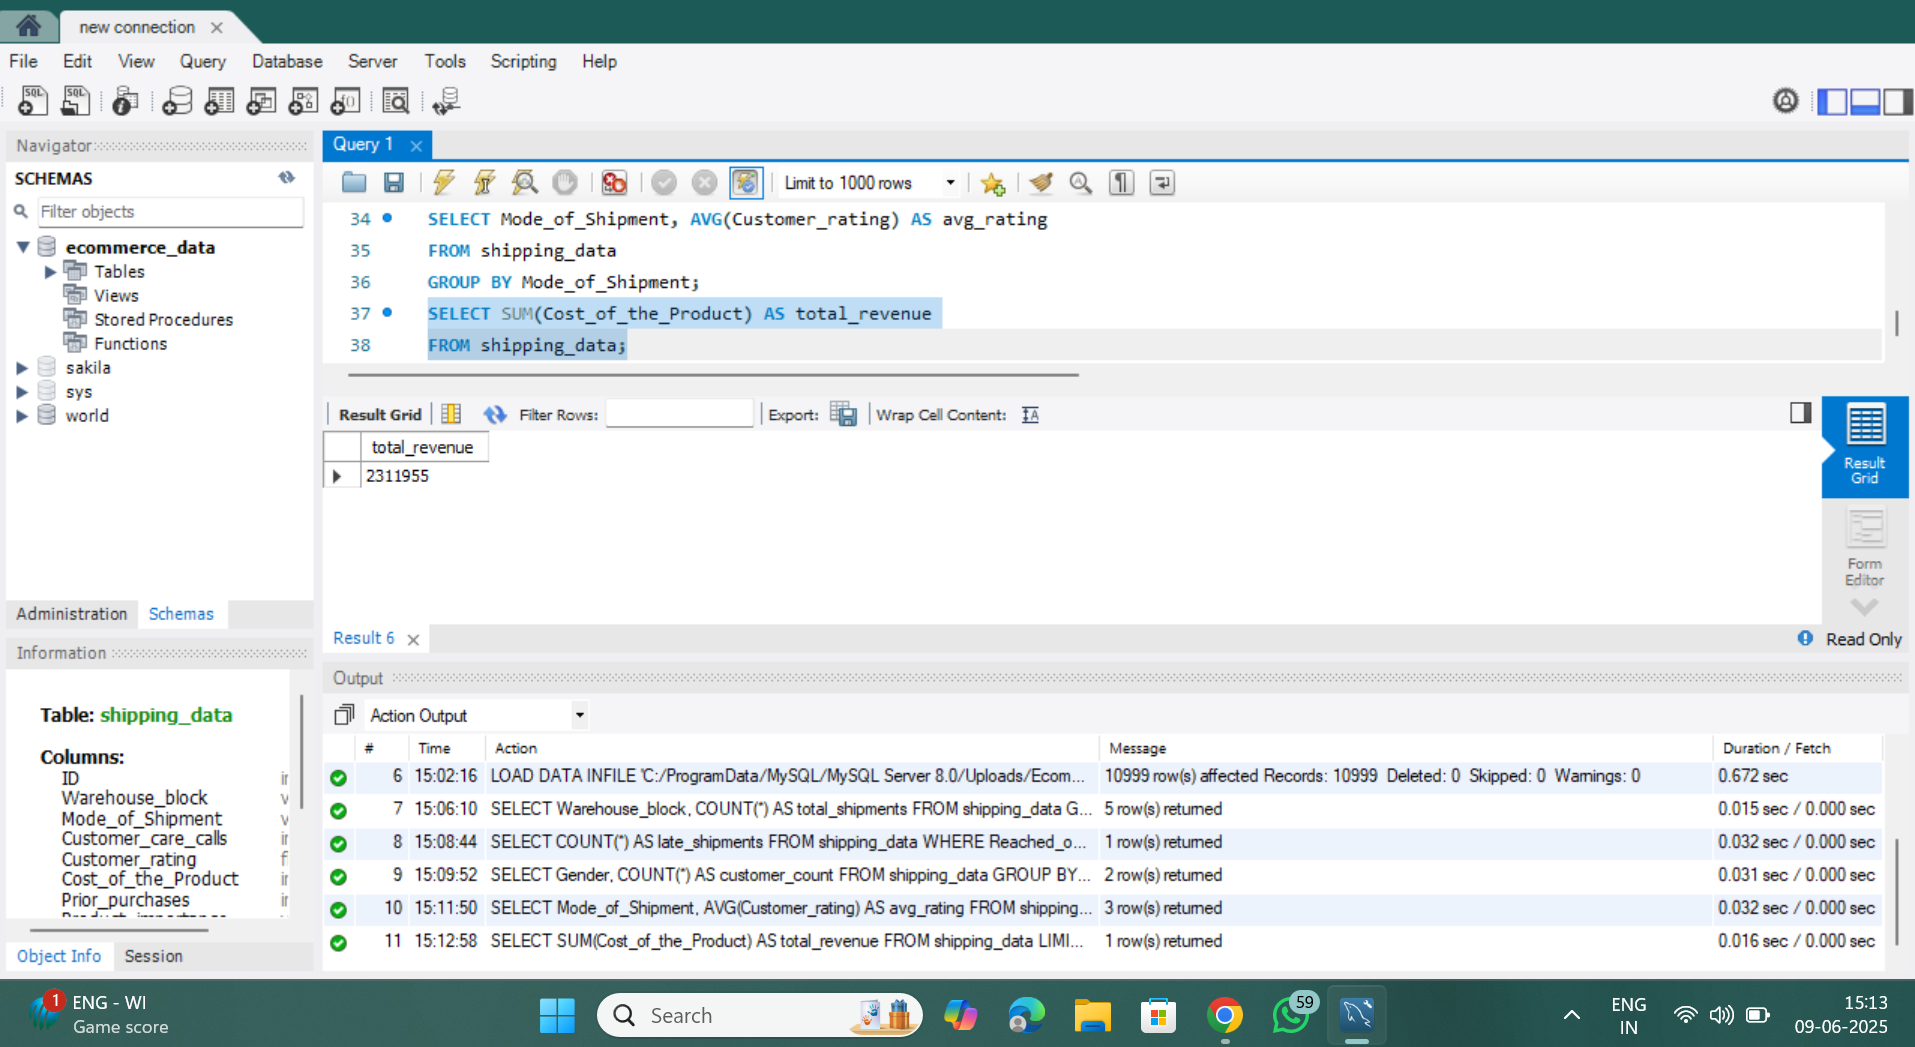 new connection
File Edit View Query Database Server Tools Scripting Help
SQL SQL
Navigator
SCHEMAS
Filter objects
ecommerce_data
Tables
Views
Stored Procedures
Functions
sakila
sys
world
Administration Schemas
Information
Table: shipping_data
Columns:
ID
Warehouse_block
Mode_of_Shipment
Customer_care_calls
Customer_rating
Cost_of_the_Product
Prior_purchases
Object Info Session
Query 1
Limit to 1000 rows
34 SELECT Mode_of_Shipment, AVG(Customer_rating) AS avg_rating
35 FROM shipping_data
36 GROUP BY Mode_of_Shipment;
37 SELECT SUM(Cost_of_the_Product) AS total_revenue
38 FROM shipping_data;
Result Grid Filter Rows: Export: Wrap Cell Content:
total_revenue
2311955
Result
Grid
Form
Editor
Result 6
Read Only
Output
Action Output
# Time Action Message Duration / Fetch
6 15:02:16 LOAD DATA INFILE 'C:/ProgramData/MySQL/MySQL Server 8.0/Uploads/Ecom... 10999 row(s) affected Records: 10999 Deleted: 0 Skipped: 0 Warnings: 0 0.672 sec
7 15:06:10 SELECT Warehouse_block, COUNT(*) AS total_shipments FROM shipping_data G... 5 row(s) returned 0.015 sec / 0.000 sec
8 15:08:44 SELECT COUNT(*) AS late_shipments FROM shipping_data WHERE Reached_o... 1 row(s) returned 0.032 sec / 0.000 sec
9 15:09:52 SELECT Gender, COUNT(*) AS customer_count FROM shipping_data GROUP BY... 2 row(s) returned 0.031 sec / 0.000 sec
10 15:11:50 SELECT Mode_of_Shipment, AVG(Customer_rating) AS avg_rating FROM shipping... 3 row(s) returned 0.032 sec / 0.000 sec
11 15:12:58 SELECT SUM(Cost_of_the_Product) AS total_revenue FROM shipping_data LIMI... 1 row(s) returned 0.016 sec / 0.000 sec
1
ENG - WI
Game score
Search
59
ENG
IN
15:13
09-06-2025